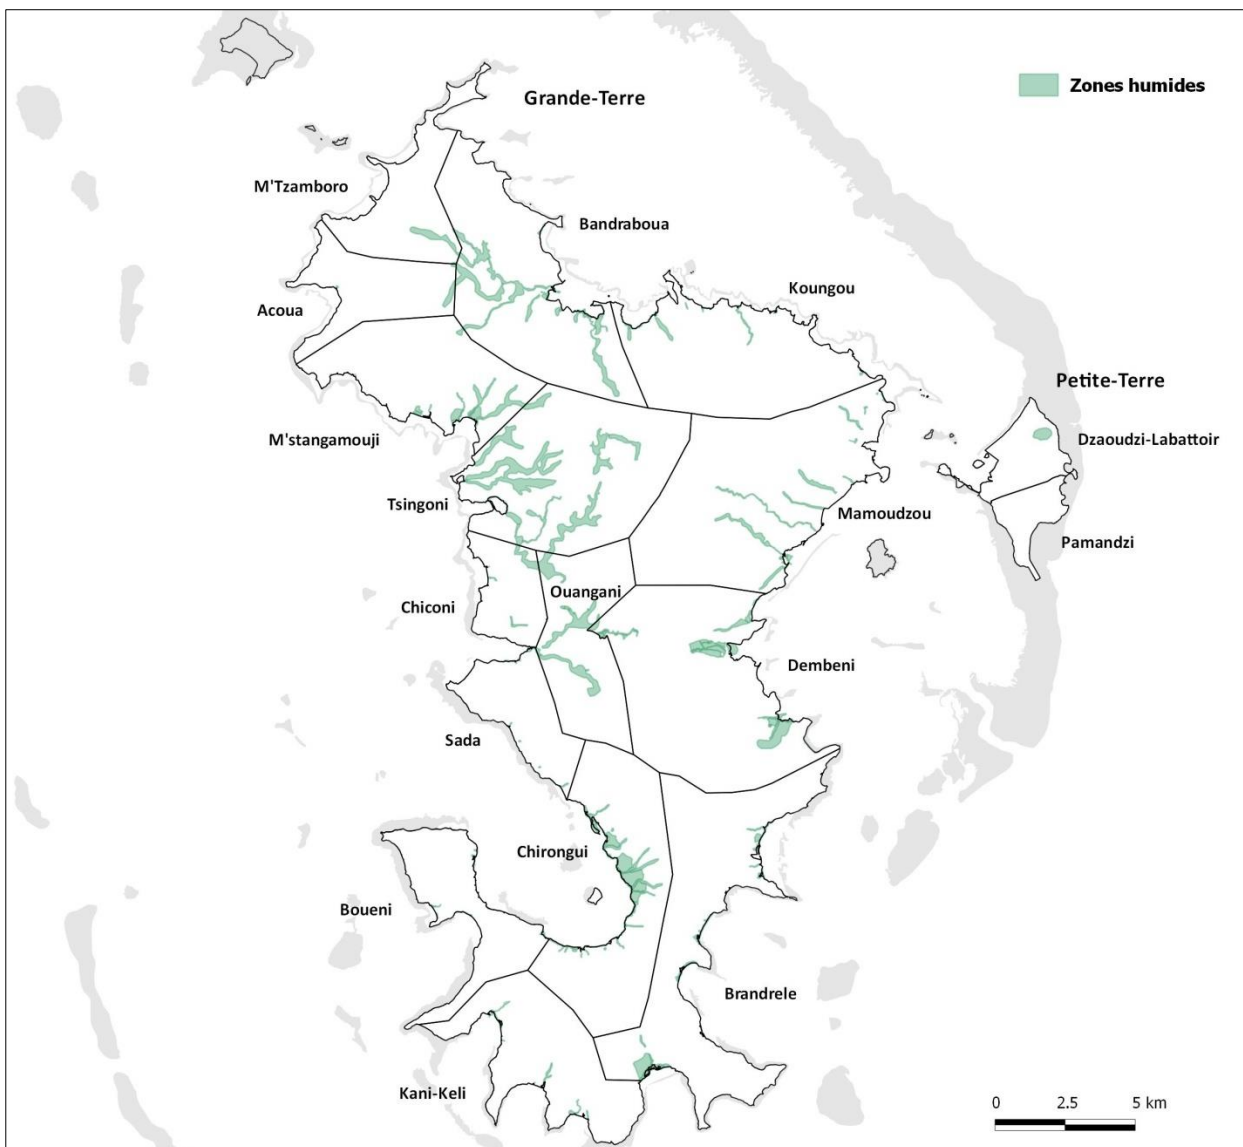 Zones humides
Grande-Terre
M'Tzamboro
Bandraboua
Koungou
Acoua
Petite-Terre
M'stangamouji
Dzaoudzi-Labattoir
Tsingoni
Mamoudzou
Pamandzi
Ouangani
Chiconi
Dembeni
Sada
Chirongui
Boueni
Brandrele
Kani-Keli
0 2.5 5 km